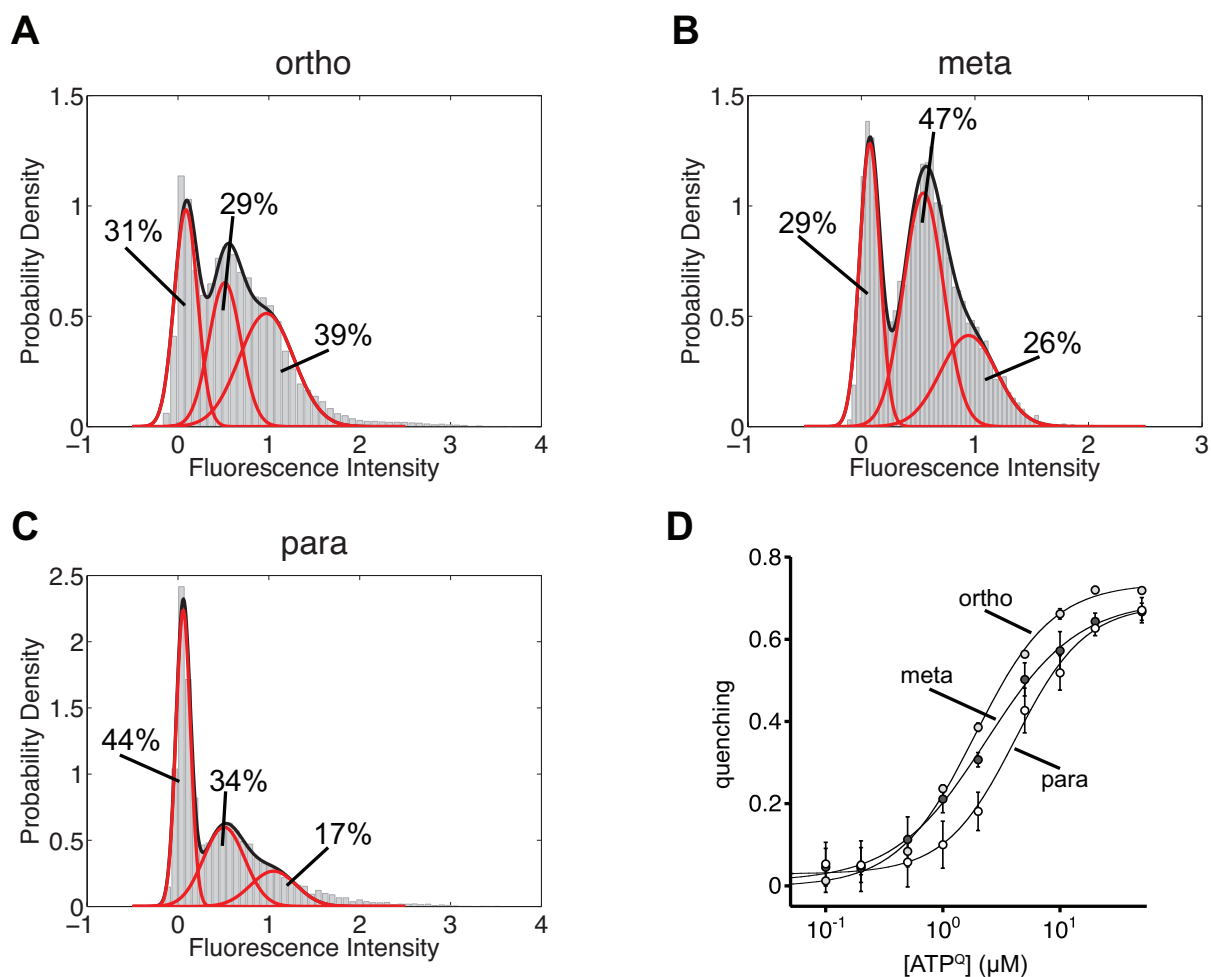 A
ortho
1.5
1
0.5
0
−1
0
1
2
3
4
Probability Density
Fluorescence Intensity
31%
29%
39%
B
meta
1.5
1
0.5
0
−1
0
1
2
3
Probability Density
Fluorescence Intensity
29%
47%
26%
C
para
2.5
2
1.5
1
0.5
0
−1
0
1
2
3
4
Probability Density
Fluorescence Intensity
44%
34%
17%
D
0.8
0.6
0.4
0.2
0
quenching
ortho
meta
para
10⁻¹
10⁰
10¹
[ATPQ] (µM)